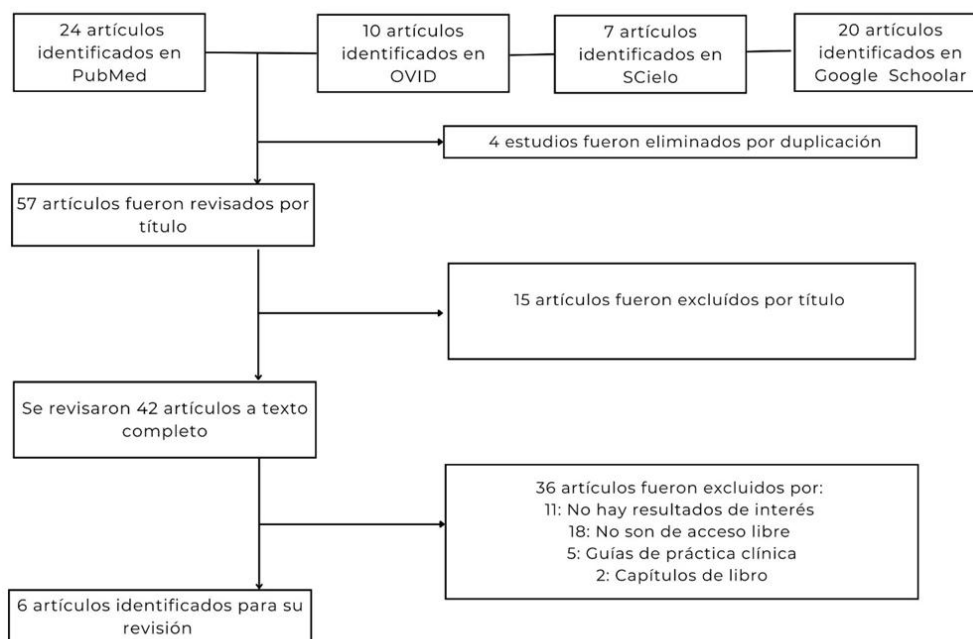 24 artículos
identificados en
PubMed
10 artículos
identificados en
OVID
7 artículos
identificados en
SCielo
20 artículos
identificados en
Google Schoolar
4 estudios fueron eliminados por duplicación
57 artículos fueron revisados por
título
15 artículos fueron excluídos por título
Se revisaron 42 artículos a texto
completo
36 artículos fueron excluidos por:
11: No hay resultados de interés
18: No son de acceso libre
5: Guías de práctica clínica
2: Capítulos de libro
6 artículos identificados para su
revisión